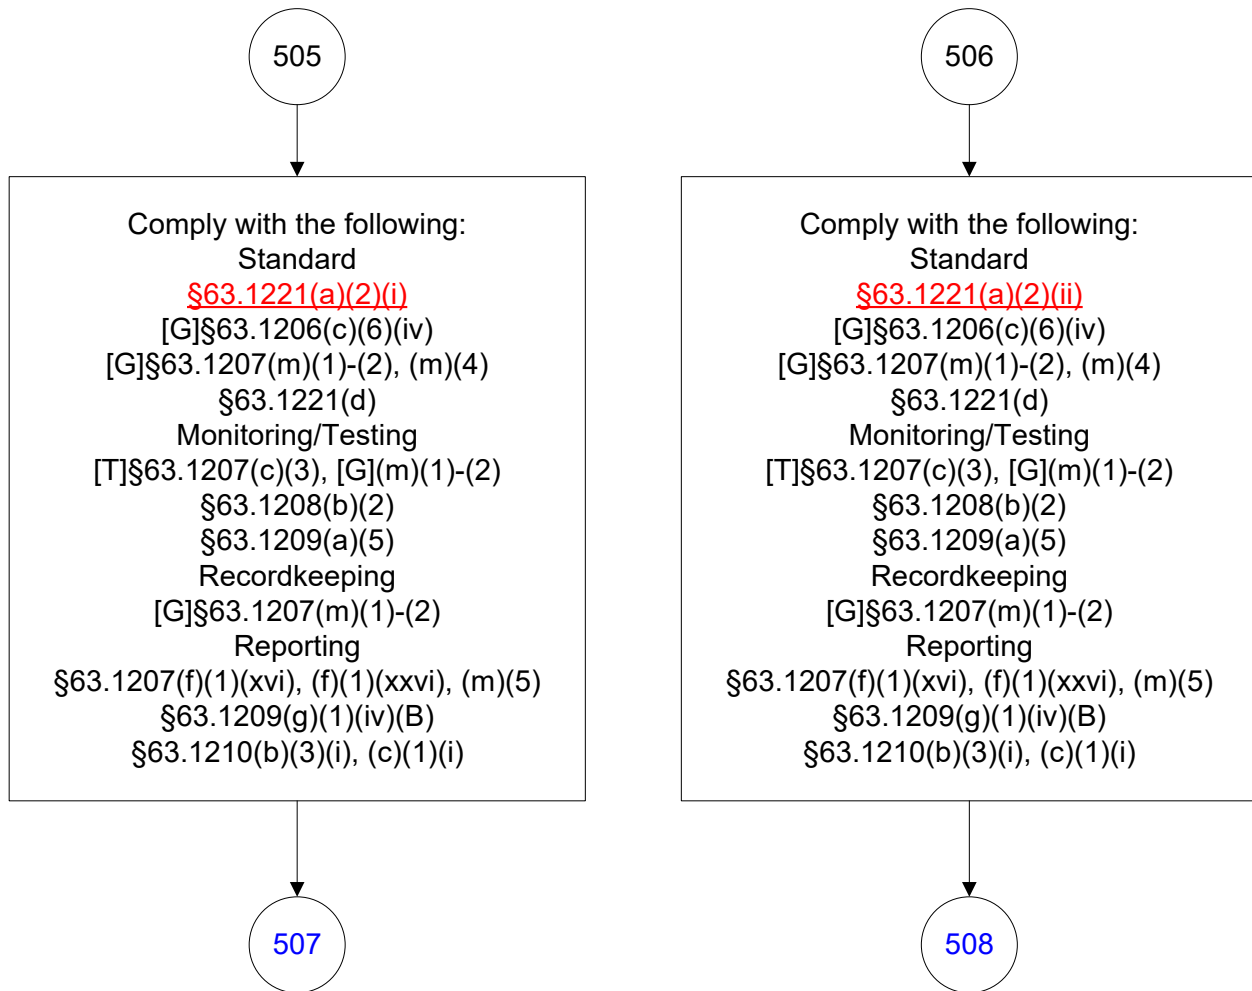 505
Comply with the following:
Standard
§63.1221(a)(2)(i)
[G]§63.1206(c)(6)(iv)
[G]§63.1207(m)(1)-(2), (m)(4)
§63.1221(d)
Monitoring/Testing
[T]§63.1207(c)(3), [G](m)(1)-(2)
§63.1208(b)(2)
§63.1209(a)(5)
Recordkeeping
[G]§63.1207(m)(1)-(2)
Reporting
§63.1207(f)(1)(xvi), (f)(1)(xxvi), (m)(5)
§63.1209(g)(1)(iv)(B)
§63.1210(b)(3)(i), (c)(1)(i)
507
506
Comply with the following:
Standard
§63.1221(a)(2)(ii)
[G]§63.1206(c)(6)(iv)
[G]§63.1207(m)(1)-(2), (m)(4)
§63.1221(d)
Monitoring/Testing
[T]§63.1207(c)(3), [G](m)(1)-(2)
§63.1208(b)(2)
§63.1209(a)(5)
Recordkeeping
[G]§63.1207(m)(1)-(2)
Reporting
§63.1207(f)(1)(xvi), (f)(1)(xxvi), (m)(5)
§63.1209(g)(1)(iv)(B)
§63.1210(b)(3)(i), (c)(1)(i)
508